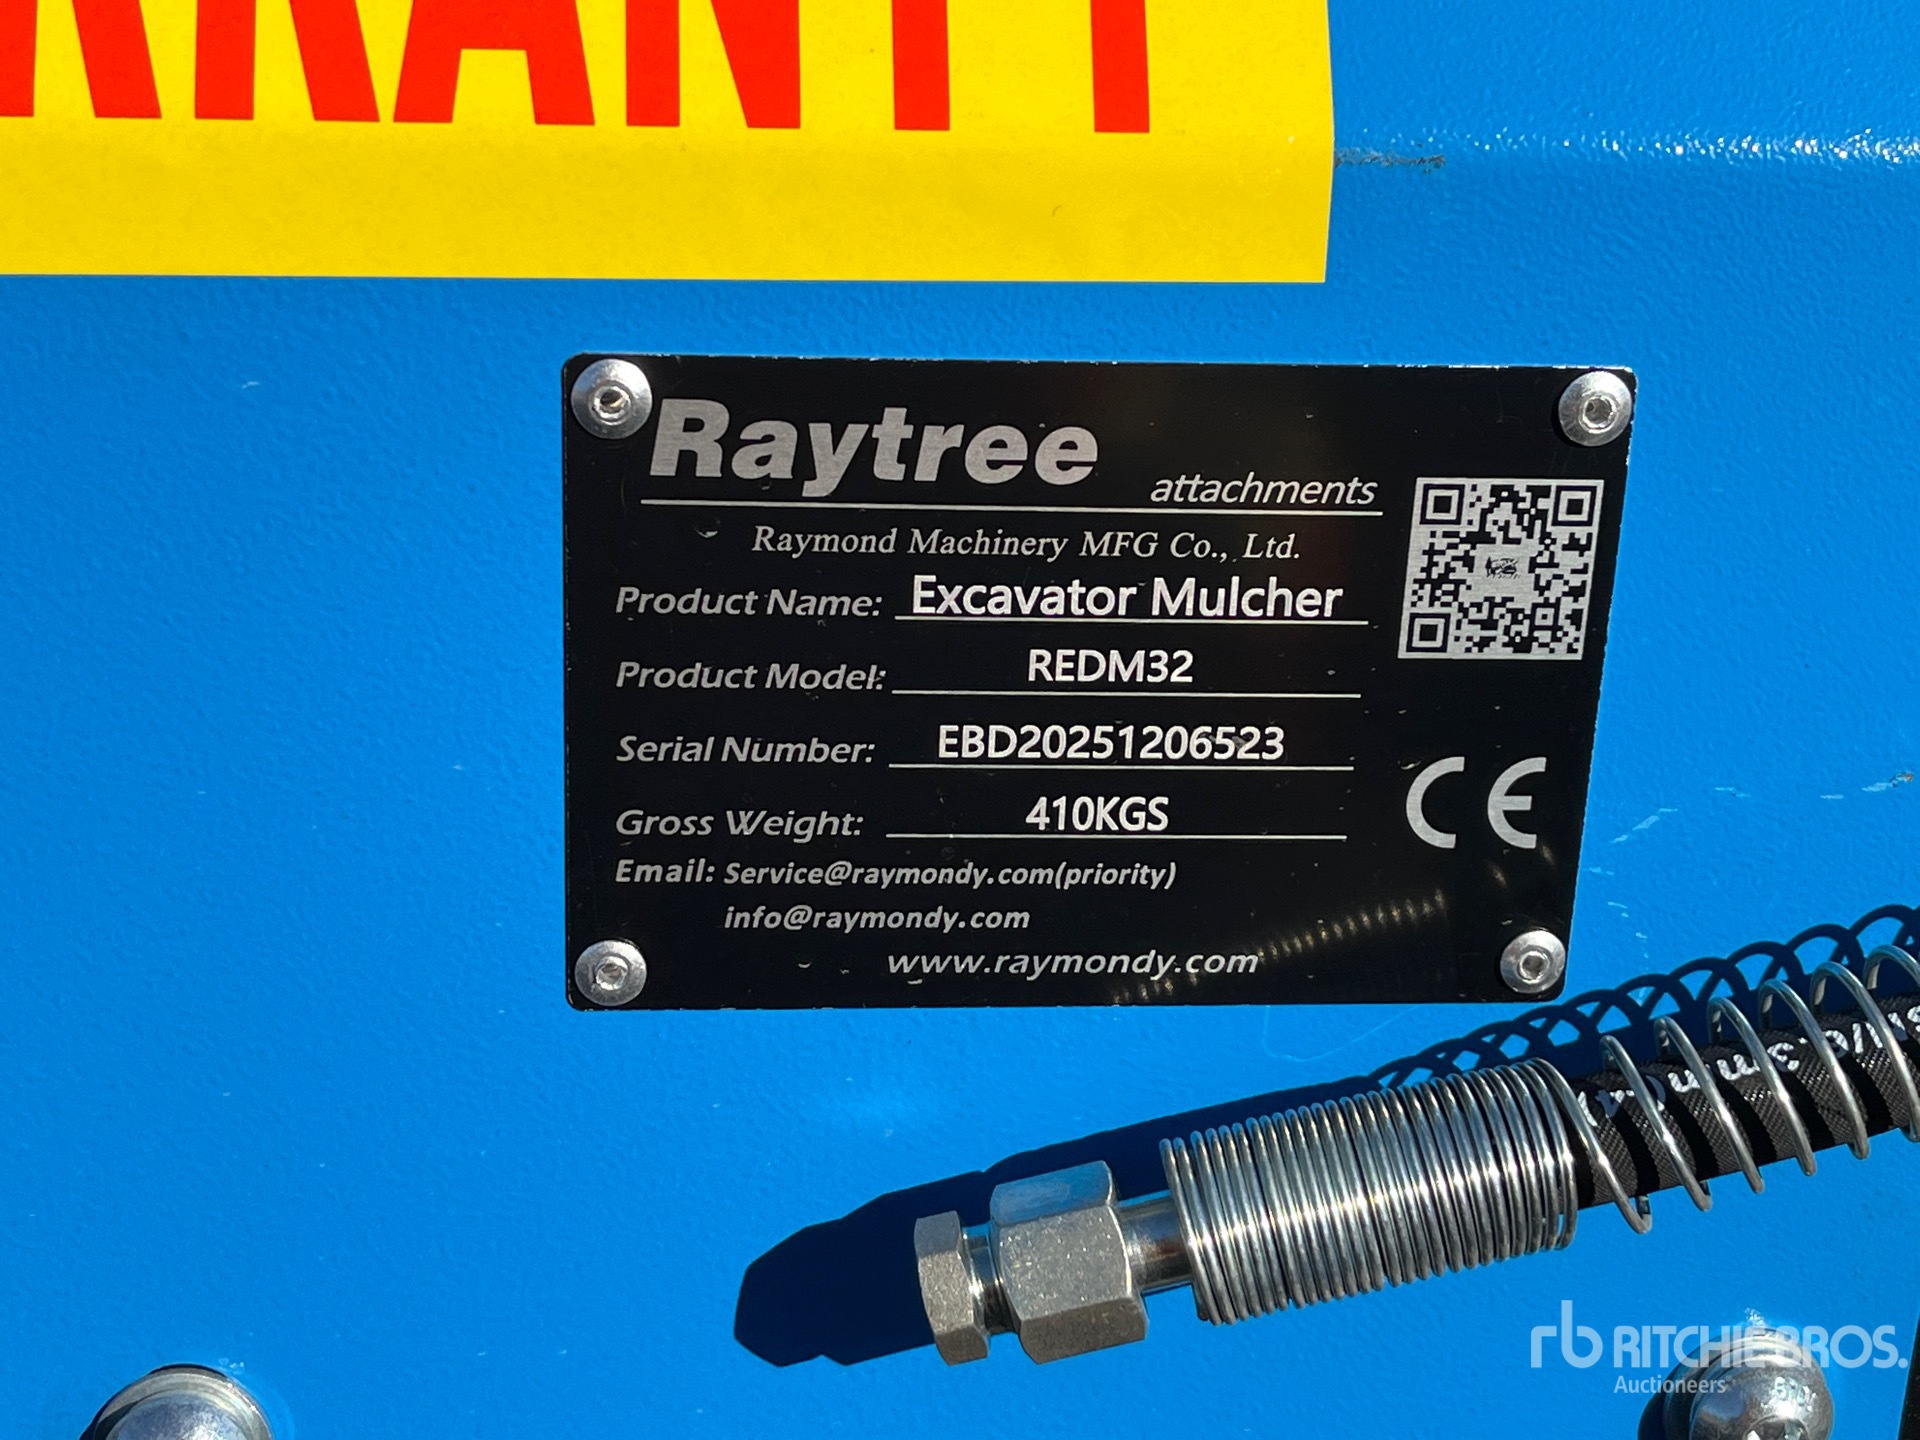 Raytree
attachments
Raymond Machinery MFG Co., Ltd.
Product Name: Excavator Mulcher
Product Model: REDM32
Serial Number: EBD20251206523
Gross Weight: 410KGS
CE
Email: Service@raymondy.com(priority)
info@raymondy.com
www.raymondy.com
rb RITCHIE BROS.
Auctioneers